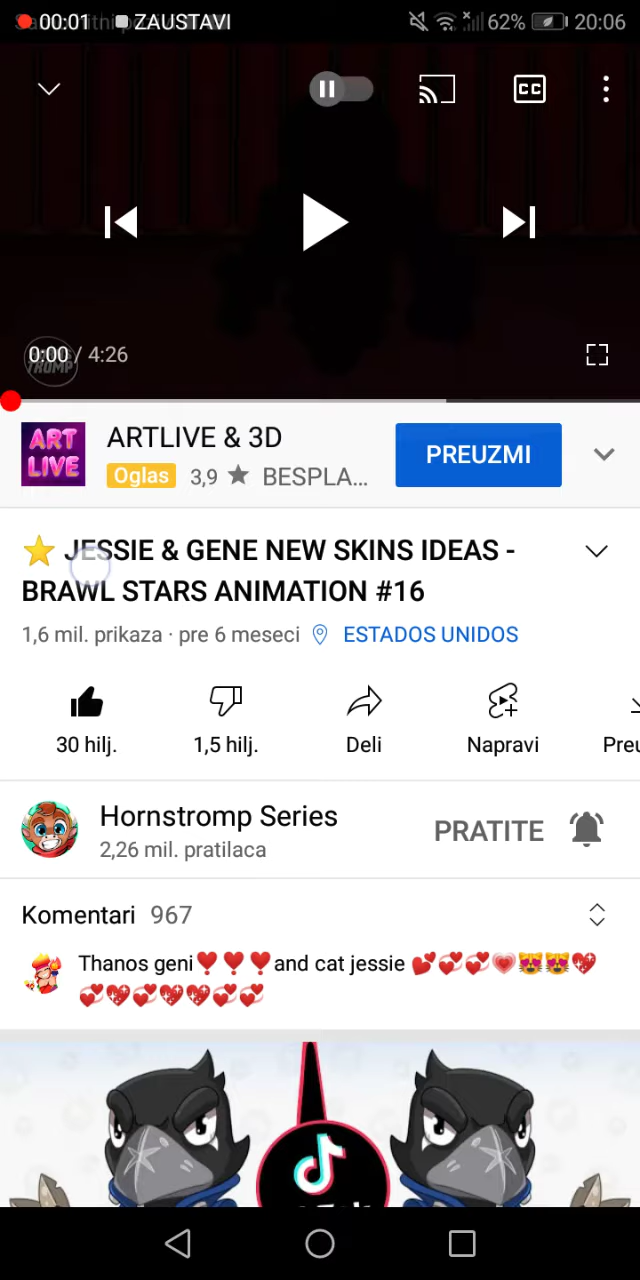 00:01 ZAUSTAVI 62% 20:06
CC
0:00 / 4:26
ART
LIVE
ARTLIVE & 3D
Oglas 3,9 ★ BESPLA...
PREUZMI
⭐ JESSIE & GENE NEW SKINS IDEAS -
BRAWL STARS ANIMATION #16
1,6 mil. prikaza · pre 6 meseci ESTADOS UNIDOS
30 hilj. 1,5 hilj. Deli Napravi Preu
Hornstromp Series
2,26 mil. pratilaca
PRATITE
Komentari 967
Thanos geni❣❣❣and cat jessie 💕💞💞💗😻😻💖
💞💖💞💖💖💞💞